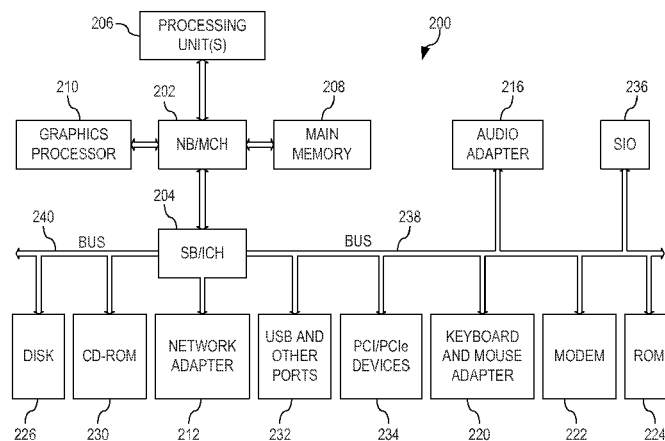 206
PROCESSING
UNIT(S)
200
210
202
208
216
236
GRAPHICS
PROCESSOR
NB/MCH
MAIN
MEMORY
AUDIO
ADAPTER
SIO
204
240
BUS
SB/ICH
BUS
238
DISK
CD-ROM
NETWORK
ADAPTER
USB AND
OTHER
PORTS
PCI/PCIe
DEVICES
KEYBOARD
AND MOUSE
ADAPTER
MODEM
ROM
226
230
212
232
234
220
222
224